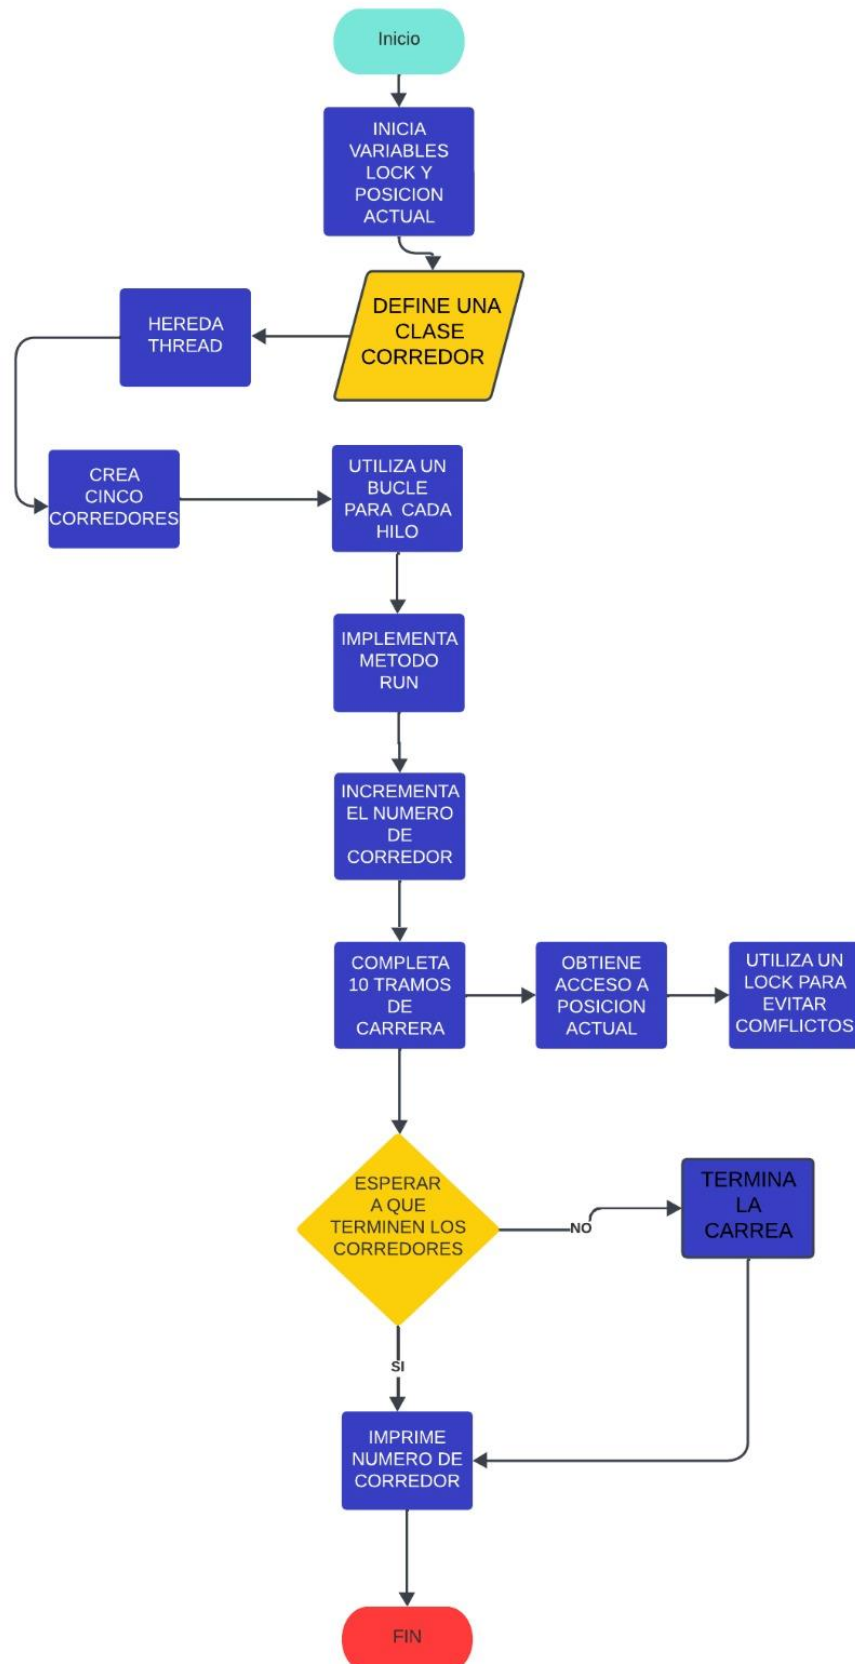 Inicio
INICIA
VARIABLES
LOCK Y
POSICION
ACTUAL
DEFINE UNA
CLASE
CORREDOR
HEREDA
THREAD
CREA
CINCO
CORREDORES
UTILIZA UN
BUCLE
PARA CADA
HILO
IMPLEMENTA
METODO
RUN
INCREMENTA
EL NUMERO
DE
CORREDOR
COMPLETA
10 TRAMOS
DE
CARRERA
OBTIENE
ACCESO A
POSICION
ACTUAL
UTILIZA UN
LOCK PARA
EVITAR
COMFLICTOS
ESPERAR
A QUE
TERMINEN LOS
CORREDORES
NO
TERMINA
LA
CARREA
SI
IMPRIME
NUMERO DE
CORREDOR
FIN